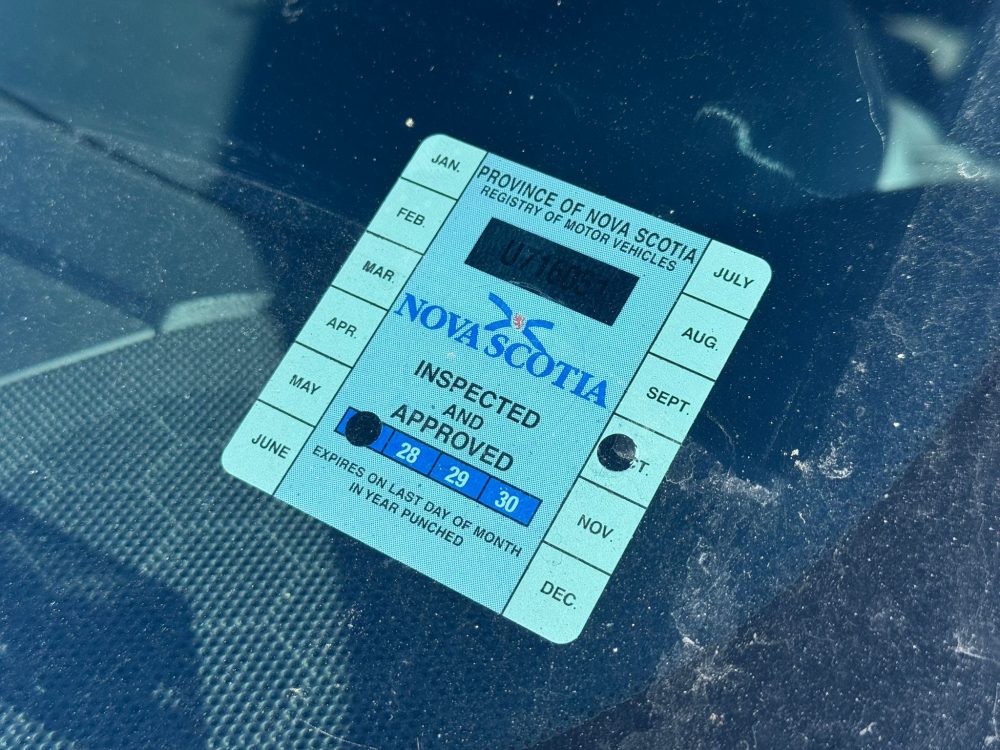 JAN.
FEB.
MAR.
APR.
MAY
JUNE
PROVINCE OF NOVA SCOTIA
REGISTRY OF MOTOR VEHICLES
NOVA SCOTIA
INSPECTED
AND
APPROVED
28 29 30
EXPIRES ON LAST DAY OF MONTH
IN YEAR PUNCHED
JULY
AUG.
SEPT.
CT.
NOV.
DEC.